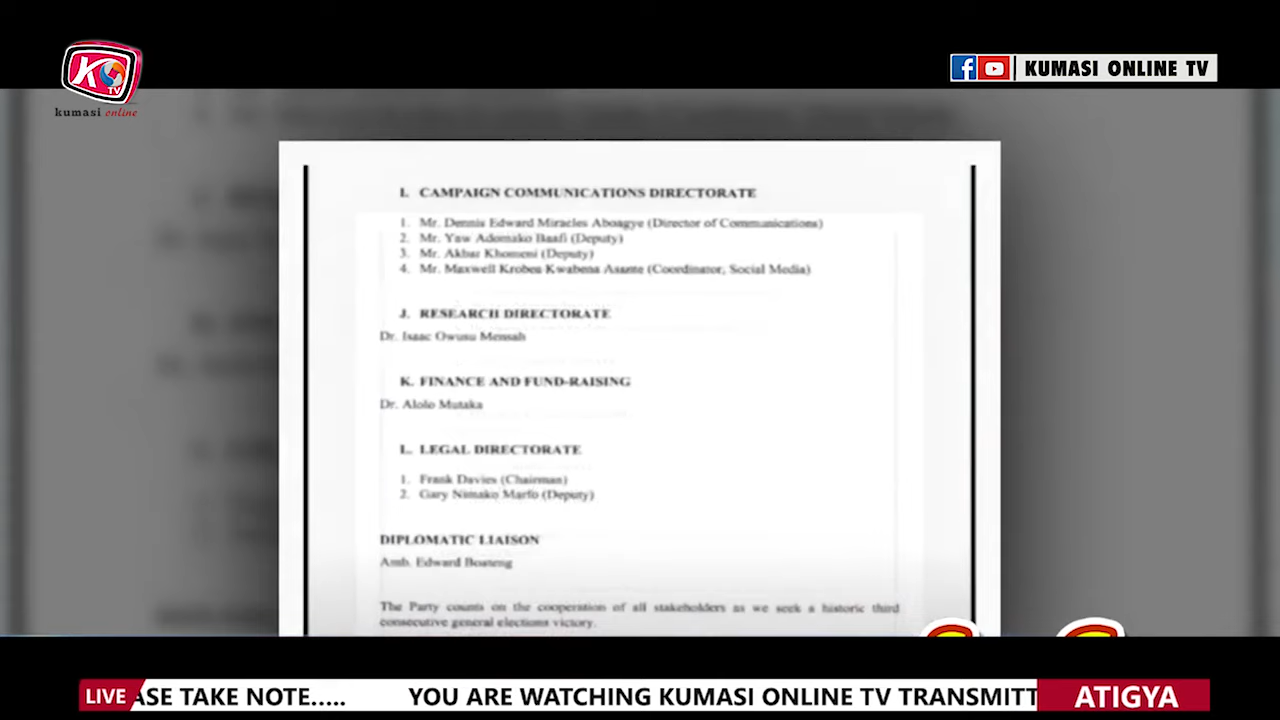 KUMASI ONLINE TV
K TV
kumasi online
I. CAMPAIGN COMMUNICATIONS DIRECTORATE
1. Mr. Dennis Edward Miracles Aboagye (Director of Communications)
2. Mr. Yaw Adomako Baafi (Deputy)
3. Mr. Akbar Khomeni (Deputy)
4. Mr. Maxwell Krobea Kwabena Asante (Coordinator, Social Media)
J. RESEARCH DIRECTORATE
Dr. Isaac Owusu Mensah
K. FINANCE AND FUND-RAISING
Dr. Alolo Mutaka
L. LEGAL DIRECTORATE
1. Frank Davies (Chairman)
2. Gary Nimako Marfo (Deputy)
DIPLOMATIC LIAISON
Amb. Edward Boateng
The Party counts on the cooperation of all stakeholders as we seek a historic third
consecutive general elections victory.
LIVE ASE TAKE NOTE..... YOU ARE WATCHING KUMASI ONLINE TV TRANSMITT ATIGYA